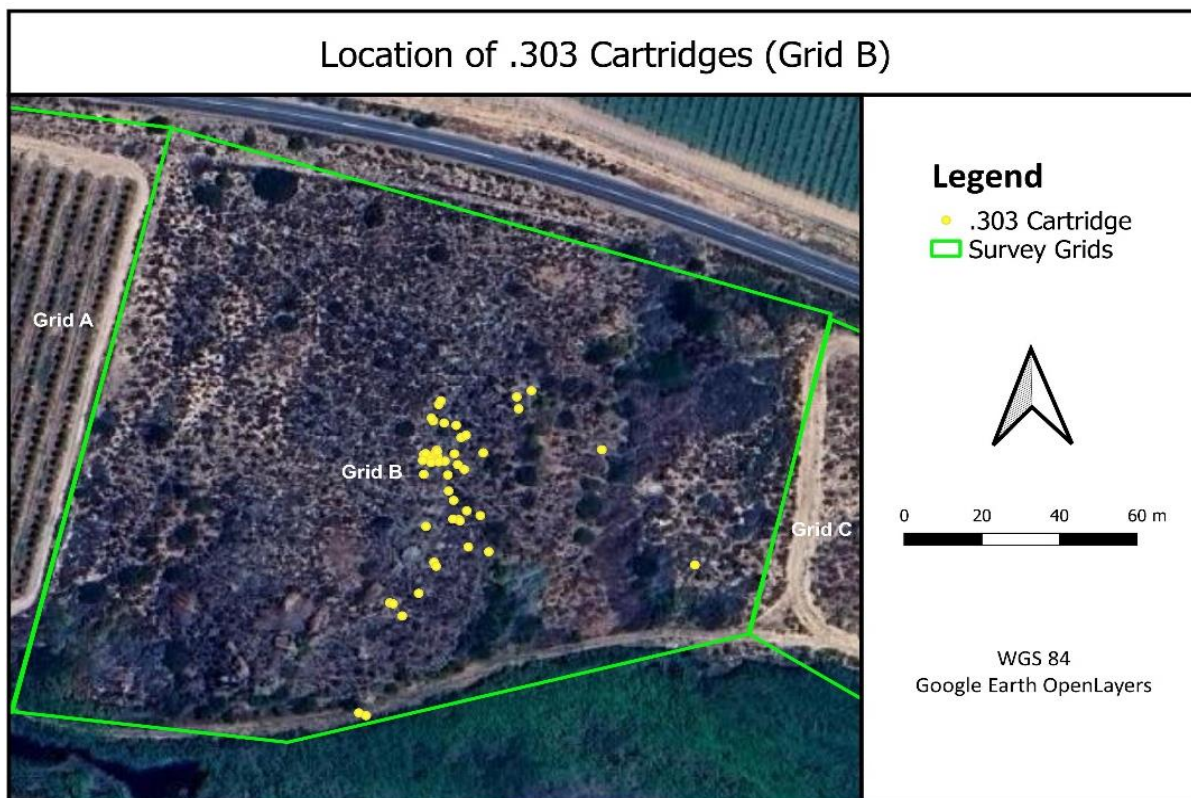 Location of .303 Cartridges (Grid B)
Grid A
Grid B
Grid C
Legend
.303 Cartridge
Survey Grids
0 20 40 60 m
WGS 84
Google Earth OpenLayers